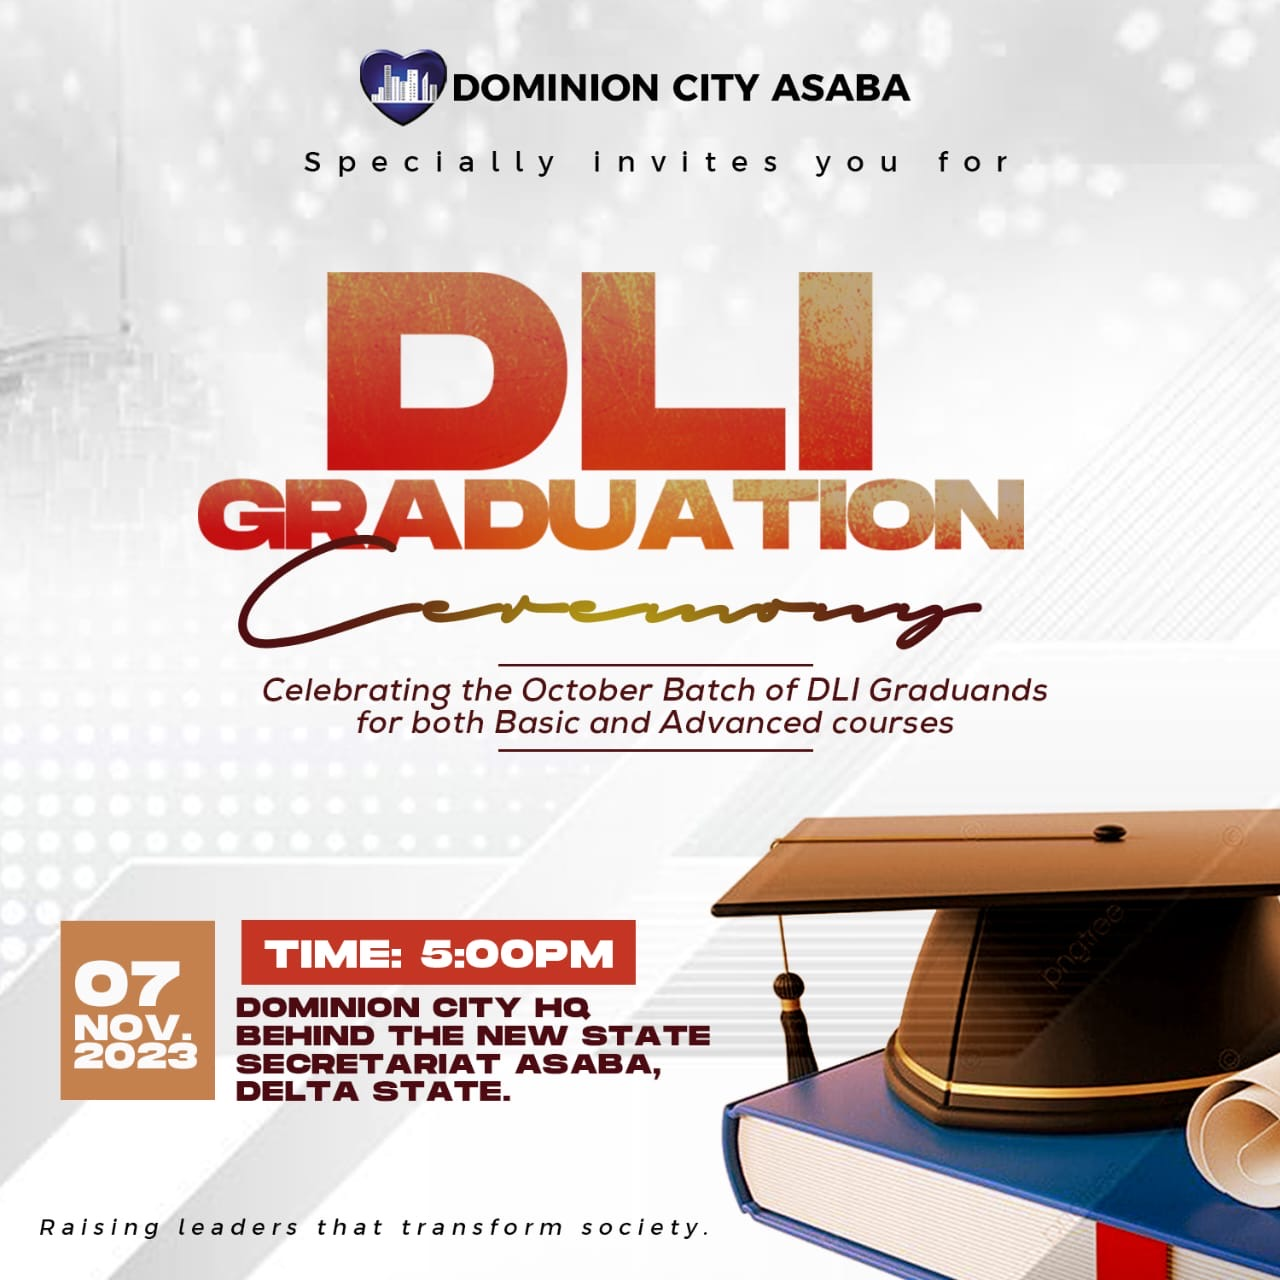 DOMINION CITY ASABA
Specially invites you for
DLI
GRADUATION
Ceremony
Celebrating the October Batch of DLI Graduands
for both Basic and Advanced courses
07
NOV.
2023
TIME: 5:00PM
DOMINION CITY HQ
BEHIND THE NEW STATE
SECRETARIAT ASABA,
DELTA STATE.
pngtree
Raising leaders that transform society.